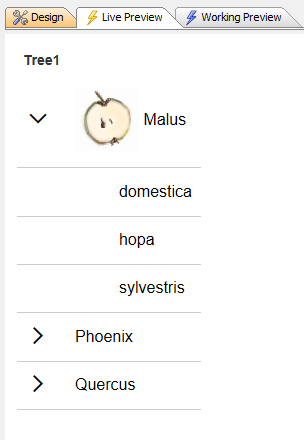 Design Live Preview Working Preview
Tree1
Malus
domestica
hopa
sylvestris
Phoenix
Quercus